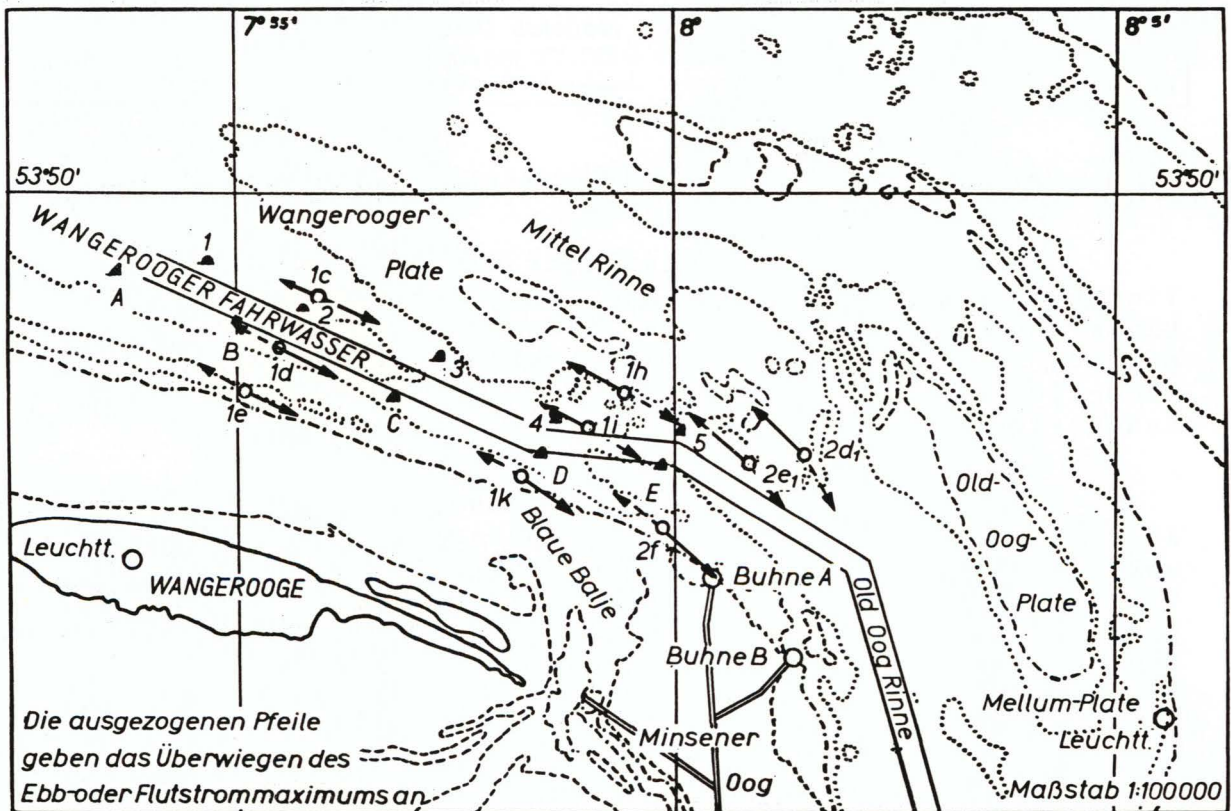 7°55'
8°
8°5'
53°50'
53°50'
Wangerooger
Plate
Mittel Rinne
WANGEROOGER FAHRWASSER
1
A
1c
2
B
1d
3
1e
C
1h
4
1i
5
2d₁
2e₁
D
E
1k
2f
Blaue Balje
Leuchtt.
WANGEROOGE
Buhne A
Buhne B
Old Oog Rinne
Old-
Oog-
Plate
Mellum-Plate
Leuchtt.
Minsener
Oog
Die ausgezogenen Pfeile
geben das Überwiegen des
Ebb-oder Flutstrommaximums an
Maßstab 1:100000